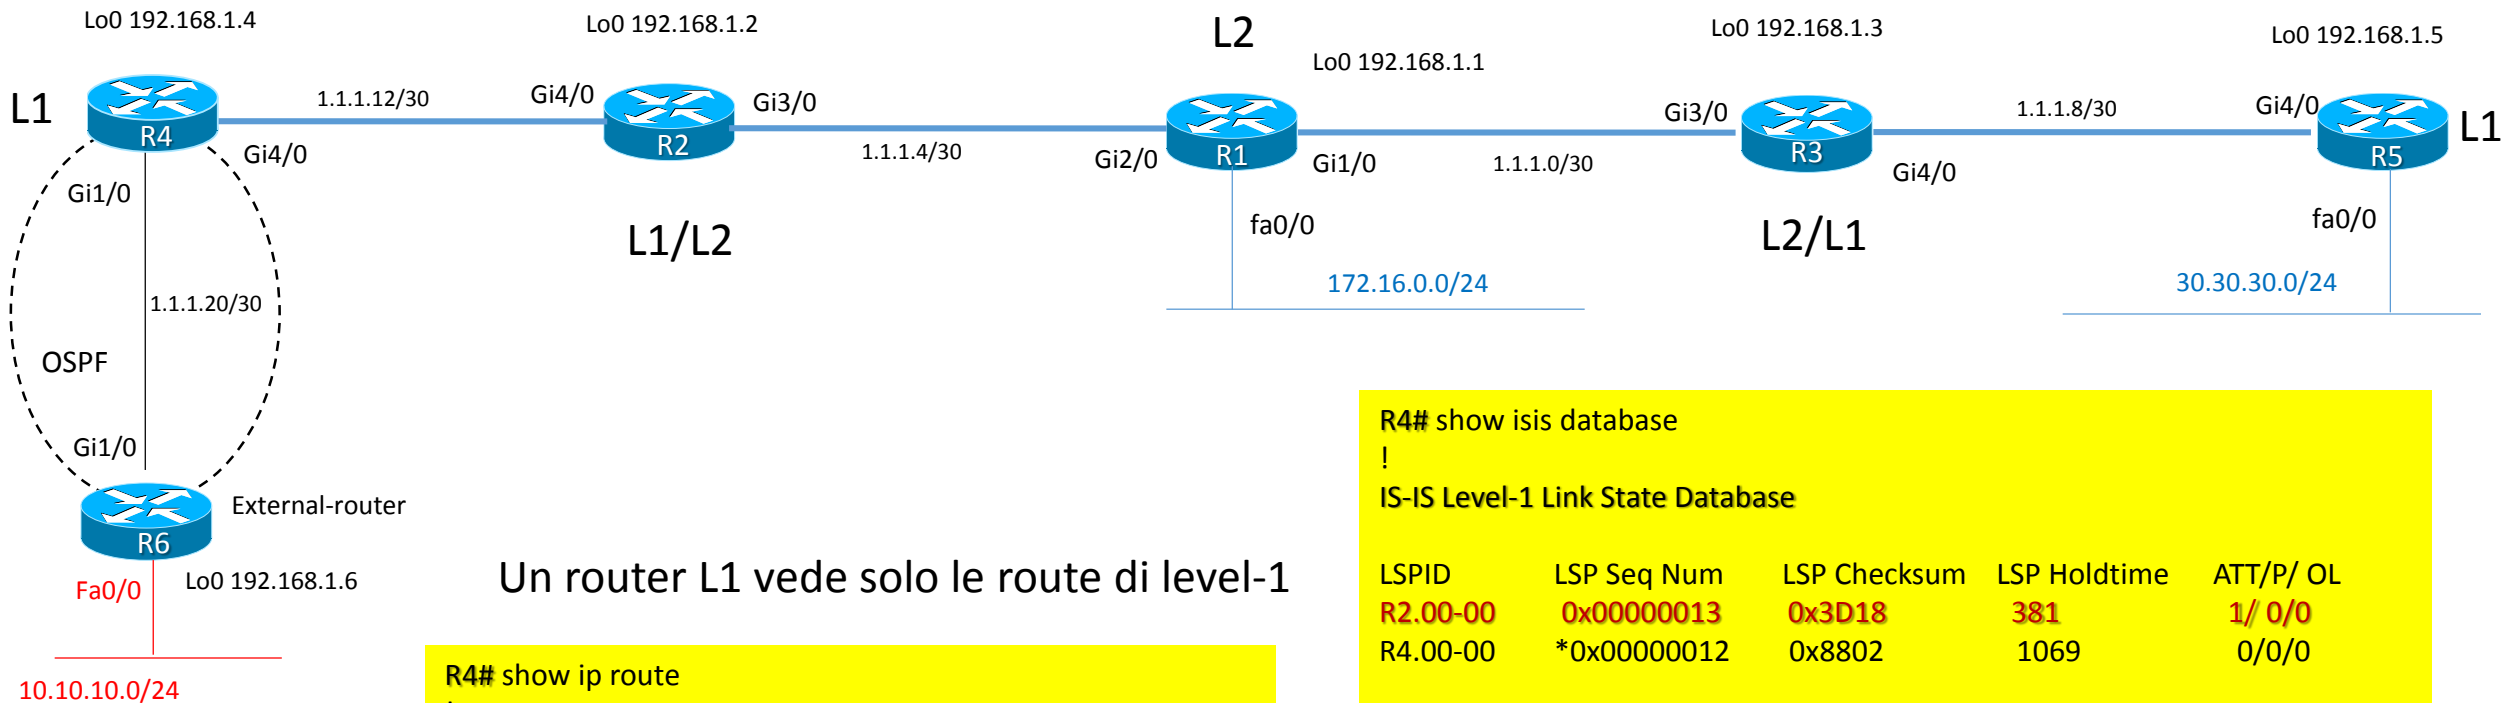 Lo0 192.168.1.4
Lo0 192.168.1.2
L2
Lo0 192.168.1.3
Lo0 192.168.1.5
Lo0 192.168.1.1
L1
R4
1.1.1.12/30
Gi4/0
R2
Gi3/0
1.1.1.4/30
Gi2/0
R1
Gi1/0
1.1.1.0/30
Gi3/0
R3
Gi4/0
1.1.1.8/30
Gi4/0
R5
L1
Gi4/0
Gi1/0
L1/L2
fa0/0
L2/L1
fa0/0
172.16.0.0/24
30.30.30.0/24
1.1.1.20/30
OSPF
Gi1/0
R6
External-router
Fa0/0
Lo0 192.168.1.6
10.10.10.0/24
Un router L1 vede solo le route di level-1
R4# show ip route
R4# show isis database
!
IS-IS Level-1 Link State Database
LSPID LSP Seq Num LSP Checksum LSP Holdtime ATT/P/ OL
R2.00-00 0x00000013 0x3D18 381 1/ 0/0
R4.00-00 *0x00000012 0x8802 1069 0/0/0